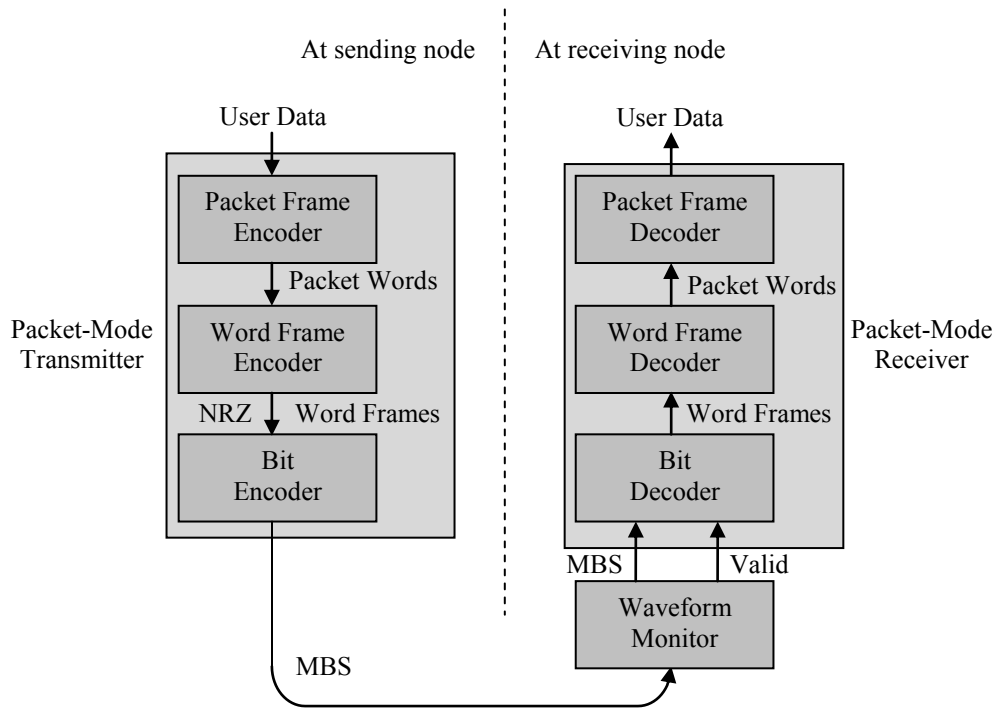 At sending node
At receiving node
User Data
User Data
Packet Frame
Encoder
Packet Frame
Decoder
Packet Words
Packet Words
Packet-Mode
Transmitter
Word Frame
Encoder
Word Frame
Decoder
Packet-Mode
Receiver
NRZ Word Frames
Word Frames
Bit
Encoder
Bit
Decoder
MBS
Valid
Waveform
Monitor
MBS